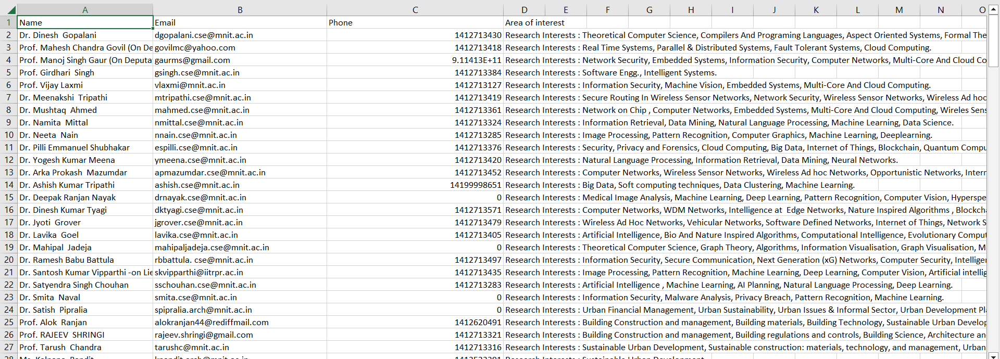 A B C D E F G H I J K L M N O
1 Name Email Phone Area of interest
2 Dr. Dinesh  Gopalani dgopalani.cse@mnit.ac.in 1412713430 Research Interests : Theoretical Computer Science, Compilers And Programing Languages, Aspect Oriented Systems, Formal The
3 Prof. Mahesh Chandra Govil (On De govilmc@yahoo.com 1412713418 Research Interests : Real Time Systems, Parallel & Distributed Systems, Fault Tolerant Systems, Cloud Computing.
4 Prof. Manoj Singh Gaur (On Deputa gaurms@gmail.com 9.11413E+11 Research Interests : Network Security, Embedded Systems, Information Security, Computer Networks, Multi-Core And Cloud Co
5 Prof. Girdhari  Singh gsingh.cse@mnit.ac.in 1412713384 Research Interests : Software Engg., Intelligent Systems.
6 Prof. Vijay Laxmi vlaxmi@mnit.ac.in 1412713127 Research Interests : Information Security, Machine Vision, Embedded Systems, Multi-Core And Cloud Computing.
7 Dr. Meenakshi  Tripathi mtripathi.cse@mnit.ac.in 1412713419 Research Interests : Secure Routing In Wireless Sensor Networks, Network Security, Wireless Sensor Networks, Wireless Ad hoc
8 Dr. Mushtaq  Ahmed mahmed.cse@mnit.ac.in 1412713361 Research Interests : Network on Chip , Computer Networks, Embedded Systems, Multi-Core And Cloud Computing, Wireles Sens
9 Dr. Namita  Mittal nmittal.cse@mnit.ac.in 1412713324 Research Interests : Information Retrieval, Data Mining, Natural Language Processing, Machine Learning, Data Science.
10 Dr. Neeta  Nain nnain.cse@mnit.ac.in 1412713285 Research Interests : Image Processing, Pattern Recognition, Computer Graphics, Machine Learning, Deeplearning.
11 Dr. Pilli Emmanuel Shubhakar espilli.cse@mnit.ac.in 1412713376 Research Interests : Security, Privacy and Forensics, Cloud Computing, Big Data, Internet of Things, Blockchain, Quantum Compu
12 Dr. Yogesh Kumar Meena ymeena.cse@mnit.ac.in 1412713420 Research Interests : Natural Language Processing, Information Retrieval, Data Mining, Neural Networks.
13 Dr. Arka Prokash  Mazumdar apmazumdar.cse@mnit.ac.in 1412713452 Research Interests : Computer Networks, Wireless Sensor Networks, Wireless Ad hoc Networks, Opportunistic Networks, Intern
14 Dr. Ashish Kumar Tripathi ashish.cse@mnit.ac.in 14199998651 Research Interests : Big Data, Soft computing techniques, Data Clustering, Machine Learning.
15 Dr. Deepak Ranjan Nayak drnayak.cse@mnit.ac.in 0 Research Interests : Medical Image Analysis, Machine Learning, Deep Learning, Pattern Recognition, Computer Vision, Hyperspe
16 Dr. Dinesh Kumar Tyagi dktyagi.cse@mnit.ac.in 1412713571 Research Interests : Computer Networks, WDM Networks, Intelligence at  Edge Networks, Nature Inspired Algorithms , Blockcha
17 Dr. Jyoti  Grover jgrover.cse@mnit.ac.in 1412713479 Research Interests : Wireless Ad Hoc Networks, Vehicular Networks, Software Defined Networks, Internet of Things, Network S
18 Dr. Lavika  Goel lavika.cse@mnit.ac.in 1412713405 Research Interests : Artificial Intelligence, Bio And Nature Inspired Algorithms, Computational Intelligence, Evolutionary Comput
19 Dr. Mahipal  Jadeja mahipaljadeja.cse@mnit.ac.in 0 Research Interests : Theoretical Computer Science, Graph Theory, Algorithms, Information Visualisation, Graph Visualisation, M
20 Dr. Ramesh Babu Battula rbbattula. cse@mnit.ac.in 1412713497 Research Interests : Information Security, Secure Communication, Next Generation (xG) Networks, Computer Security, Intelliger
21 Dr. Santosh Kumar Vipparthi -on Lie skvipparthi@iitrpr.ac.in 1412713435 Research Interests : Image Processing, Pattern Recognition, Machine Learning, Deep Learning, Computer Vision, Artificial intellig
22 Dr. Satyendra Singh Chouhan sschouhan.cse@mnit.ac.in 1412713283 Research Interests : Artificial Intelligence , Machine Learning, AI Planning, Natural Language Processing, Deep Learning.
23 Dr. Smita  Naval smita.cse@mnit.ac.in 0 Research Interests : Information Security, Malware Analysis, Privacy Breach, Pattern Recognition, Machine Learning.
24 Dr. Satish  Pipralia spipralia.arch@mnit.ac.in 0 Research Interests : Urban Financial Management, Urban Sustainability, Urban Issues & Informal Sector, Urban Development Pl
25 Prof. Alok  Ranjan alokranjan44@rediffmail.com 1412620491 Research Interests : Building Construction and management, Building materials, Building Technology, Sustainable Urban Develop
26 Prof. RAJEEV  SHRINGI rajeev.shringi@gmail.com 1412713321 Research Interests : Building Construction and management, Building regulations and controls, Building Science, Architecture an
27 Prof. Tarush  Chandra tarushc@mnit.ac.in 1412713316 Research Interests : Sustainable Urban Development, Sustainable construction: materials, technology, and management, Urban